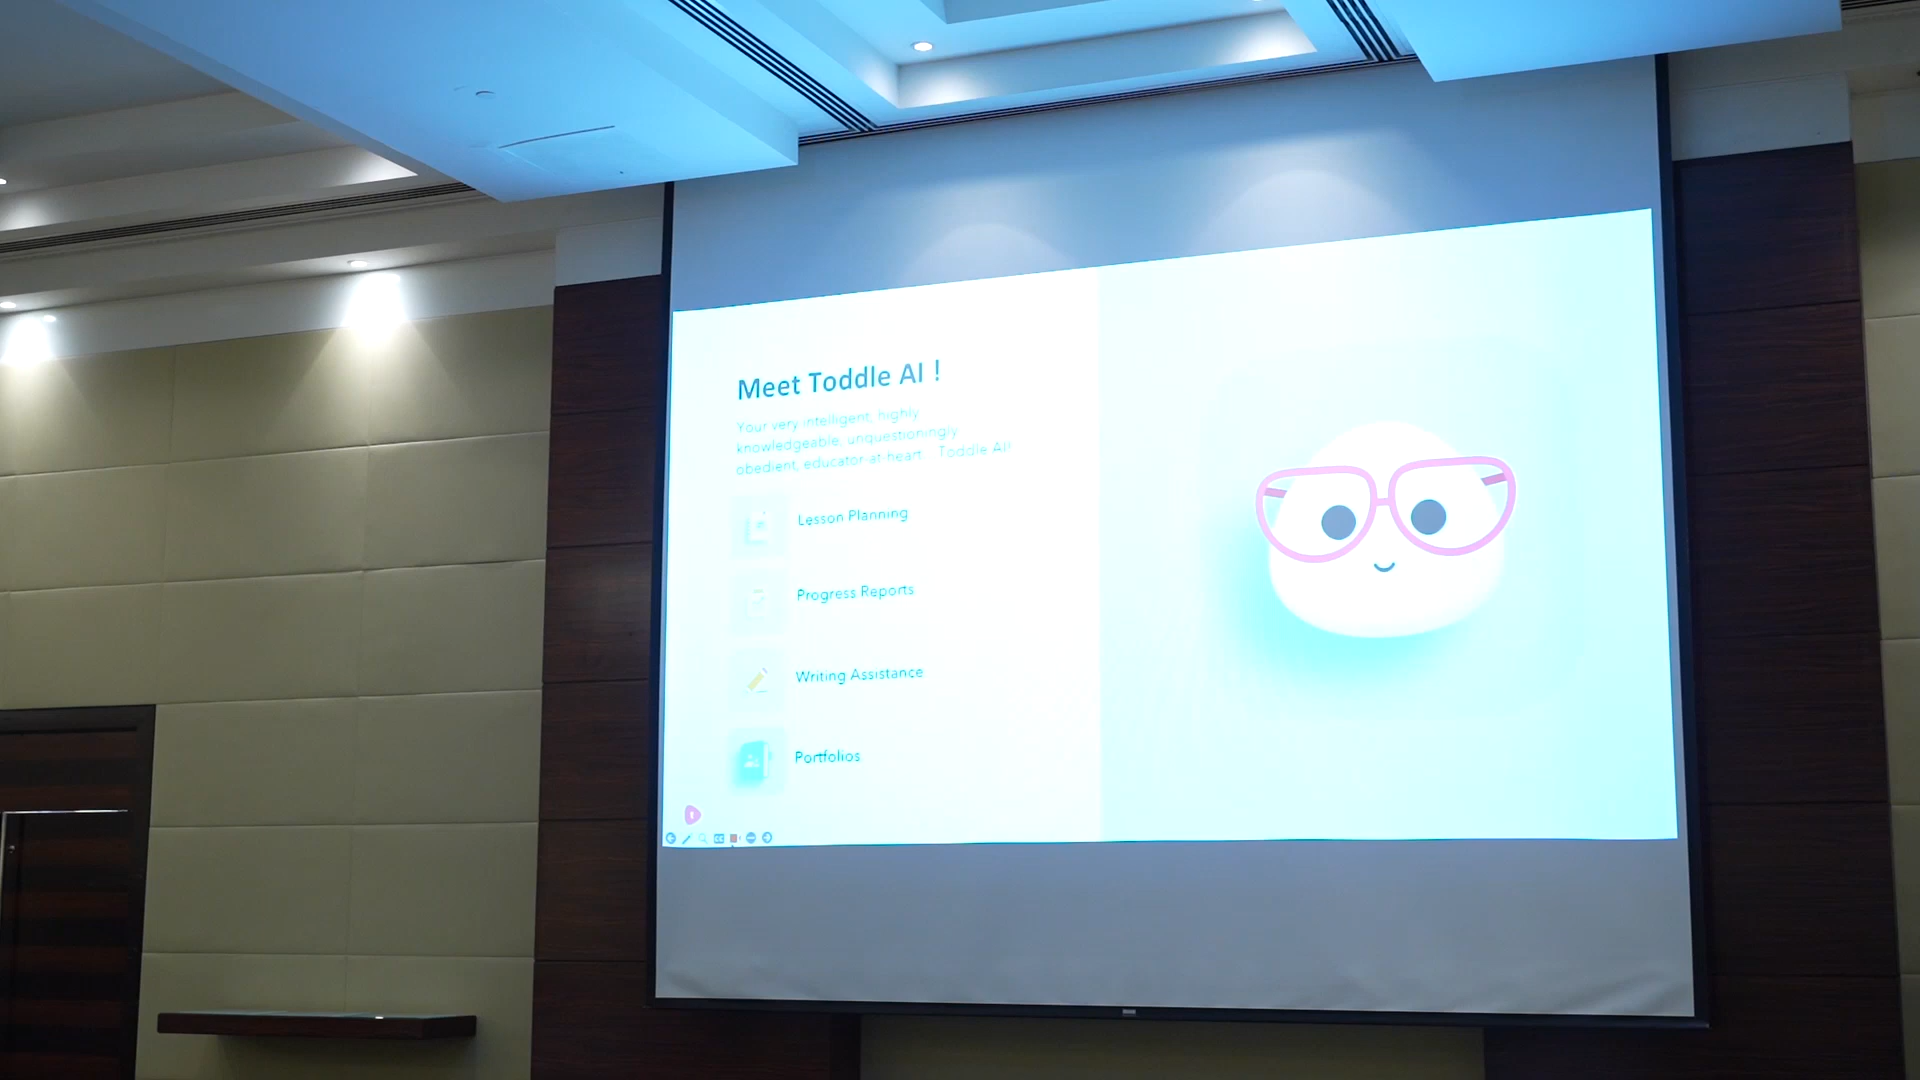 Meet Toddle AI !
Your very intelligent, highly
knowledgeable, unquestioningly
obedient, educator-at-heart Toddle AI!
Lesson Planning
Progress Reports
Writing Assistance
Portfolios